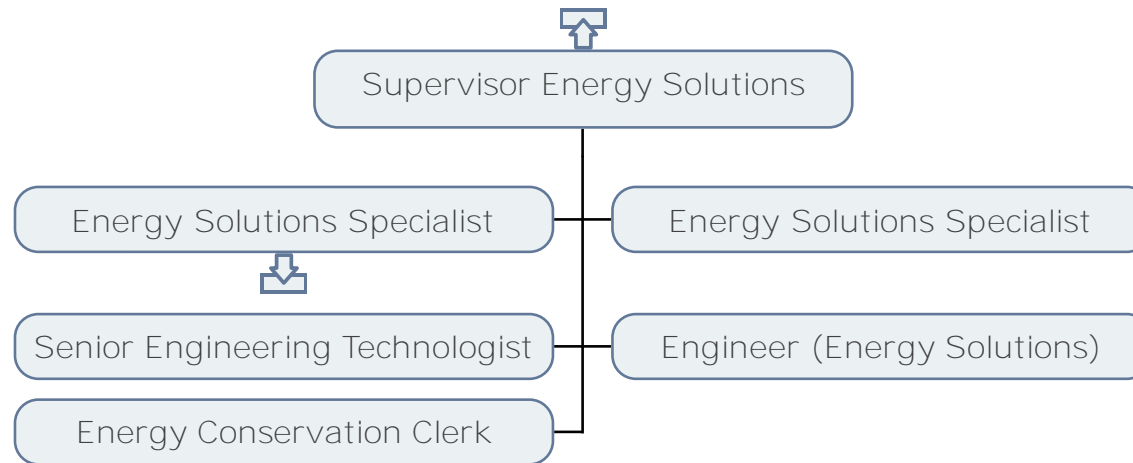 Supervisor Energy Solutions
Energy Solutions Specialist
Energy Solutions Specialist
Senior Engineering Technologist
Engineer (Energy Solutions)
Energy Conservation Clerk